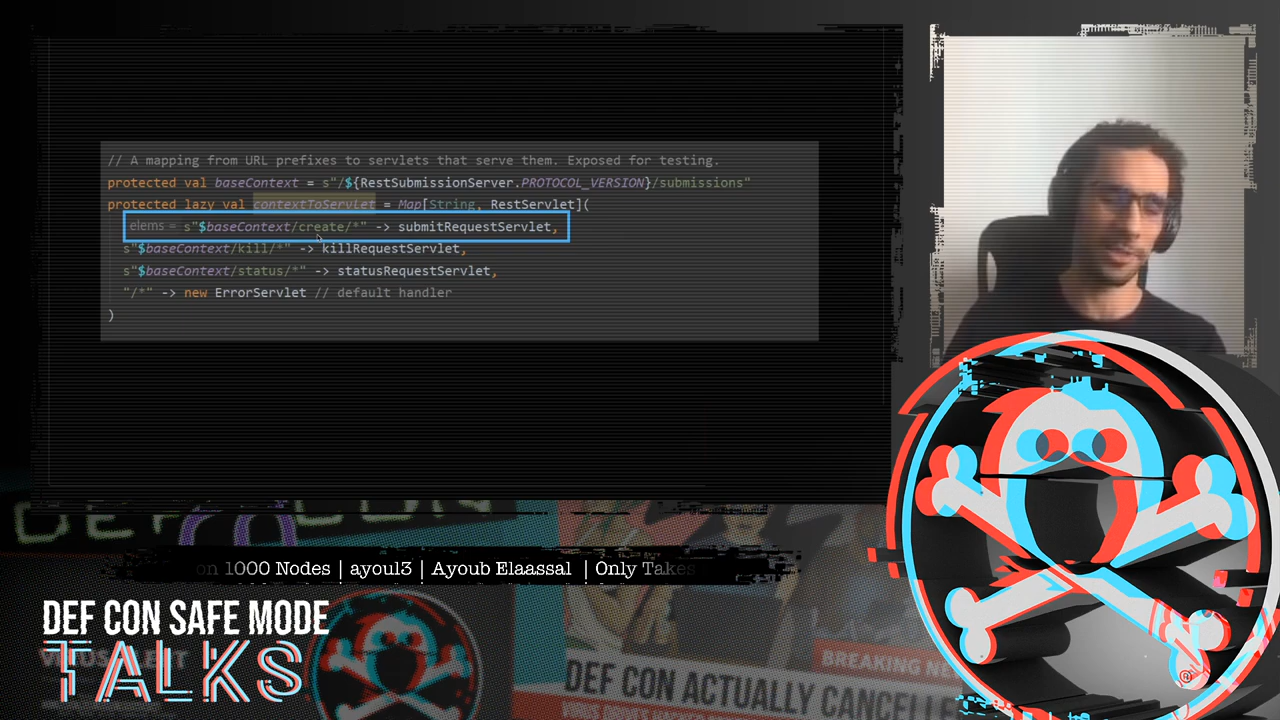 // A mapping from URL prefixes to servlets that serve them. Exposed for testing.
protected val baseContext = s"/${RestSubmissionServer.PROTOCOL_VERSION}/submissions"
protected lazy val contextToServlet = Map[String, RestServlet](
elems = s"$baseContext/create/*" -> submitRequestServlet,
s"$baseContext/kill/*" -> killRequestServlet,
s"$baseContext/status/*" -> statusRequestServlet,
"/*" -> new ErrorServlet // default handler
)
DEF CON
on 1000 Nodes | ayoul3 | Ayoub Elaassal | Only Takes
DEF CON SAFE MODE
TALKS
BREAKING NE
DEF CON ACTUALLY CANCELLE
®